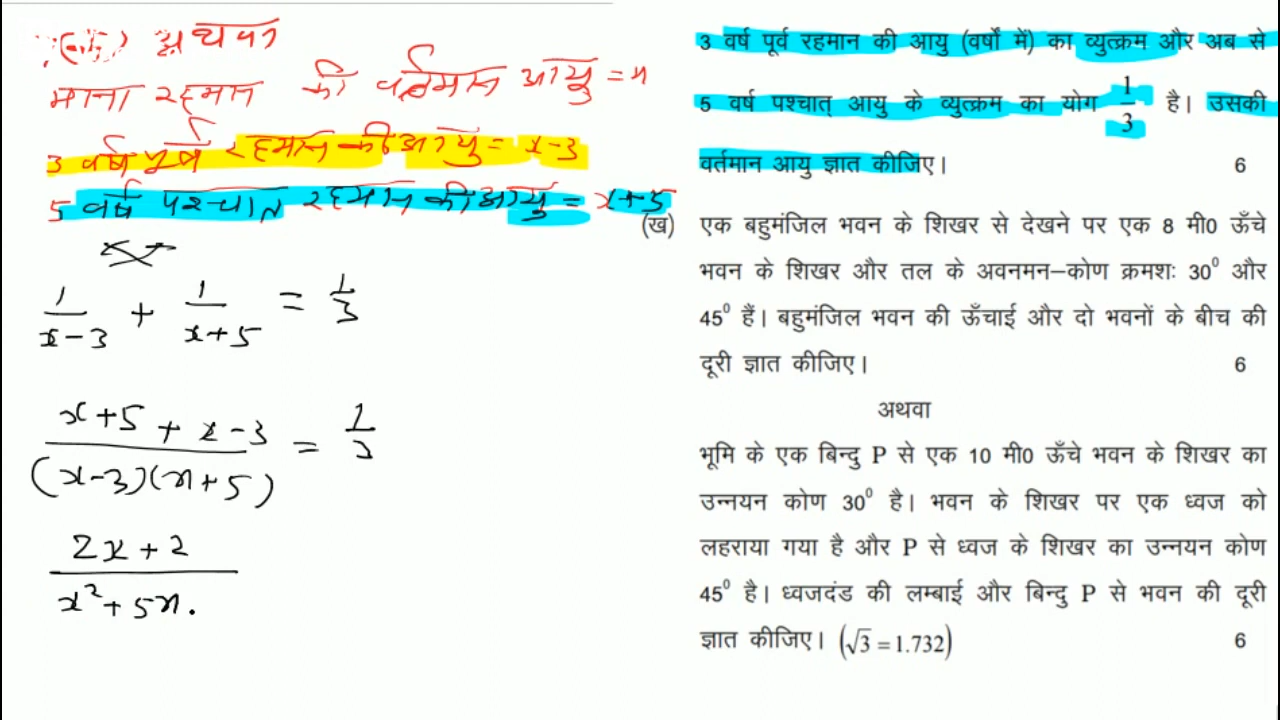 अथवा
माना रहमान की वर्तमान आयु = x
3 वर्ष पूर्व रहमान की आयु = x-3
5 वर्ष पश्चात रहमान की आयु = x+5
1/(x-3) + 1/(x+5) = 1/3
(x+5+x-3)/((x-3)(x+5)) = 1/3
(2x+2)/(x²+5x.
3 वर्ष पूर्व रहमान की आयु (वर्षों में) का व्युत्क्रम और अब से
5 वर्ष पश्चात् आयु के व्युत्क्रम का योग 1/3 है। उसकी
वर्तमान आयु ज्ञात कीजिए। 6
(ख) एक बहुमंजिल भवन के शिखर से देखने पर एक 8 मी0 ऊँचे
भवन के शिखर और तल के अवनमन–कोण क्रमशः 30⁰ और
45⁰ हैं। बहुमंजिल भवन की ऊँचाई और दो भवनों के बीच की
दूरी ज्ञात कीजिए। 6
अथवा
भूमि के एक बिन्दु P से एक 10 मी0 ऊँचे भवन के शिखर का
उन्नयन कोण 30⁰ है। भवन के शिखर पर एक ध्वज को
लहराया गया है और P से ध्वज के शिखर का उन्नयन कोण
45⁰ है। ध्वजदंड की लम्बाई और बिन्दु P से भवन की दूरी
ज्ञात कीजिए। (√3 = 1.732) 6